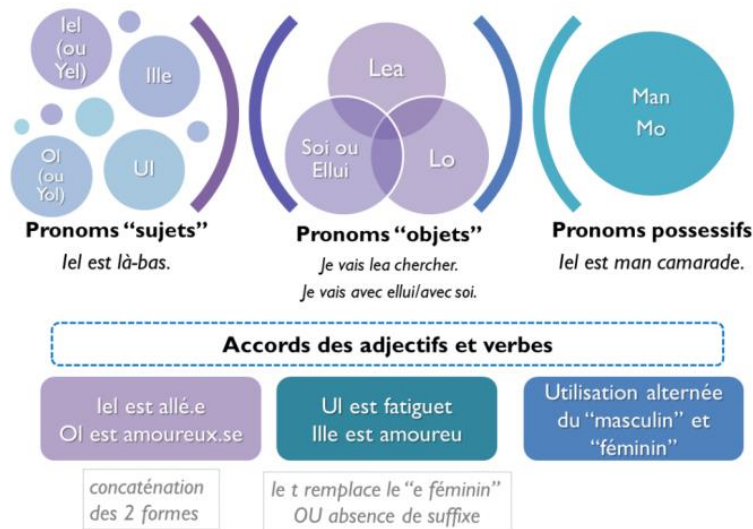 Iel
(ou
Yel)
Ille
Ol
(ou
Yol)
Ul
Pronoms “sujets”
Iel est là-bas.
Lea
Soi ou
Ellui
Lo
Pronoms “objets”
Je vais lea chercher.
Je vais avec ellui/avec soi.
Man
Mo
Pronoms possessifs
Iel est man camarade.
Accords des adjectifs et verbes
Iel est allé.e
Ol est amoureux.se
concaténation
des 2 formes
Ul est fatiguet
Ille est amoureu
le t remplace le “e féminin”
OU absence de suffixe
Utilisation alternée
du “masculin” et
“féminin”